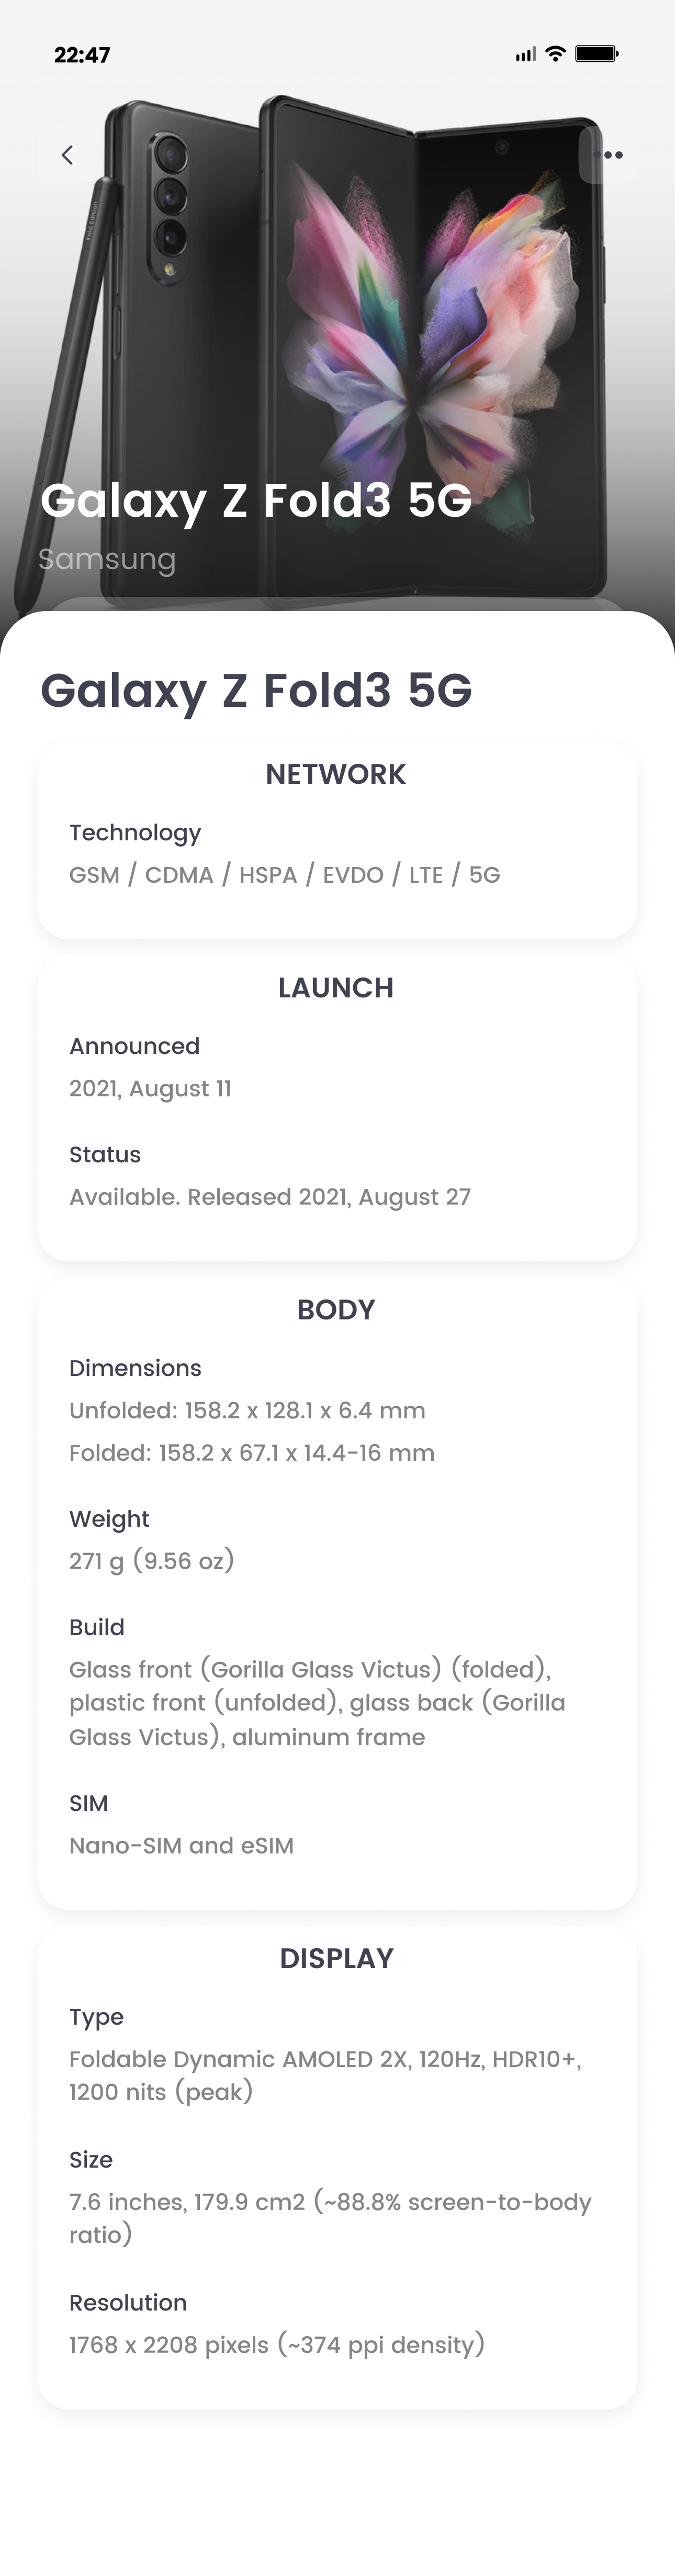 22:47
Fold Edition
Galaxy Z Fold3 5G
Samsung
Galaxy Z Fold3 5G
NETWORK
Technology
GSM / CDMA / HSPA / EVDO / LTE / 5G
LAUNCH
Announced
2021, August 11
Status
Available. Released 2021, August 27
BODY
Dimensions
Unfolded: 158.2 x 128.1 x 6.4 mm
Folded: 158.2 x 67.1 x 14.4-16 mm
Weight
271 g (9.56 oz)
Build
Glass front (Gorilla Glass Victus) (folded),
plastic front (unfolded), glass back (Gorilla
Glass Victus), aluminum frame
SIM
Nano-SIM and eSIM
DISPLAY
Type
Foldable Dynamic AMOLED 2X, 120Hz, HDR10+,
1200 nits (peak)
Size
7.6 inches, 179.9 cm2 (~88.8% screen-to-body
ratio)
Resolution
1768 x 2208 pixels (~374 ppi density)